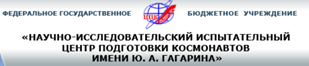 ФЕДЕРАЛЬНОЕ ГОСУДАРСТВЕННОЕ БЮДЖЕТНОЕ УЧРЕЖДЕНИЕ
«НАУЧНО-ИССЛЕДОВАТЕЛЬСКИЙ ИСПЫТАТЕЛЬНЫЙ
ЦЕНТР ПОДГОТОВКИ КОСМОНАВТОВ
ИМЕНИ Ю. А. ГАГАРИНА»